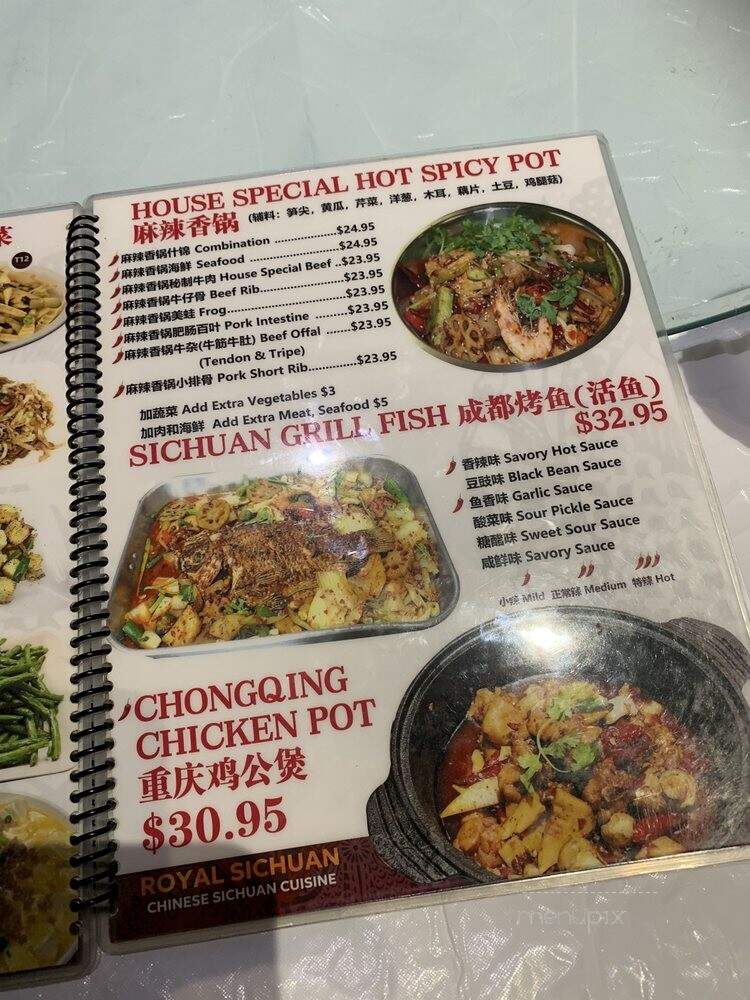 菜
T12
HOUSE SPECIAL HOT SPICY POT
麻辣香锅 (辅料：笋尖，黄瓜，芹菜，洋葱，木耳，藕片，土豆，鸡腿菇)
麻辣香锅什锦 Combination ..................$24.95
麻辣香锅海鲜 Seafood .........................$24.95
麻辣香锅秘制牛肉 House Special Beef ..$23.95
麻辣香锅牛仔骨 Beef Rib........................$23.95
麻辣香锅美蛙 Frog...............................$23.95
麻辣香锅肥肠百叶 Pork Intestine .........$23.95
麻辣香锅牛杂(牛筋牛肚) Beef Offal .......$23.95
(Tendon & Tripe)
麻辣香锅小排骨 Pork Short Rib.............$23.95
加蔬菜 Add Extra Vegetables $3
加肉和海鲜 Add Extra Meat, Seafood $5
SICHUAN GRILL FISH 成都烤鱼(活鱼)
$32.95
香辣味 Savory Hot Sauce
豆豉味 Black Bean Sauce
鱼香味 Garlic Sauce
酸菜味 Sour Pickle Sauce
糖醋味 Sweet Sour Sauce
咸鲜味 Savory Sauce
小辣 Mild 正常辣 Medium 特辣 Hot
CHONGQING
CHICKEN POT
重庆鸡公煲
$30.95
ROYAL SICHUAN
CHINESE SICHUAN CUISINE
menupix